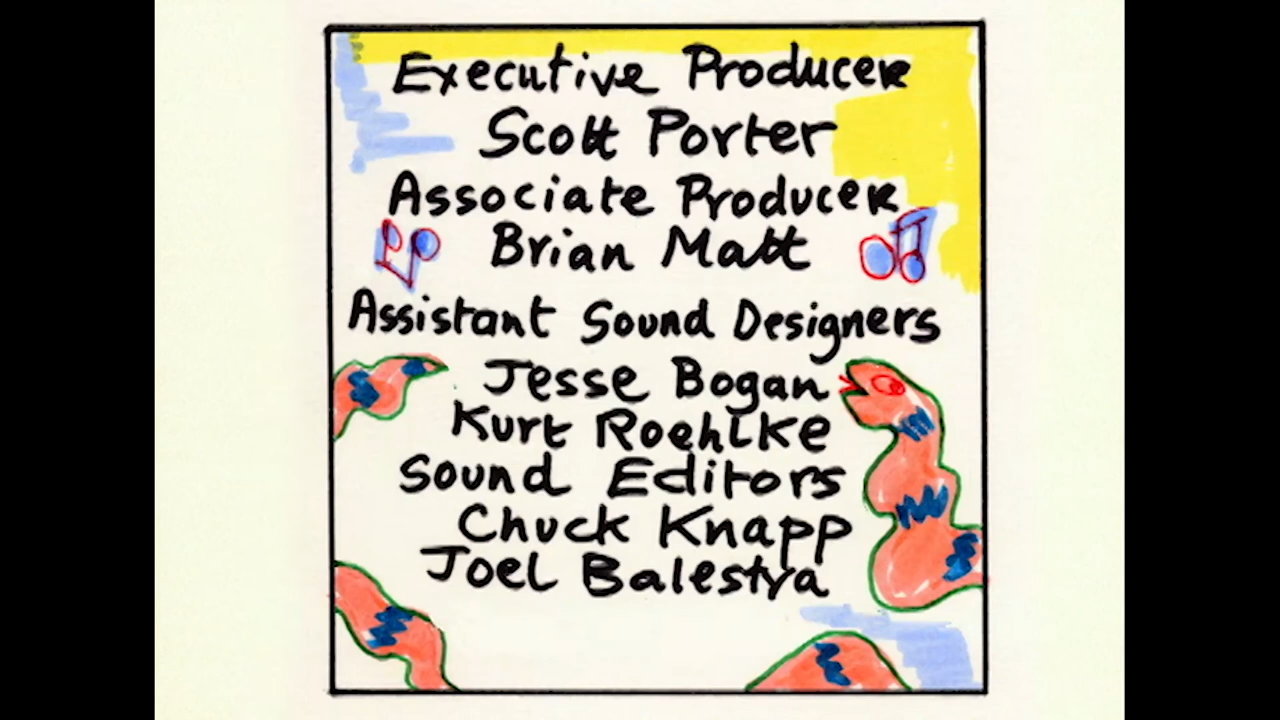 Executive Producer
Scott Porter
Associate Producer
Brian Matt
Assistant Sound Designers
Jesse Bogan
Kurt Roehlke
Sound Editors
Chuck Knapp
Joel Balestra